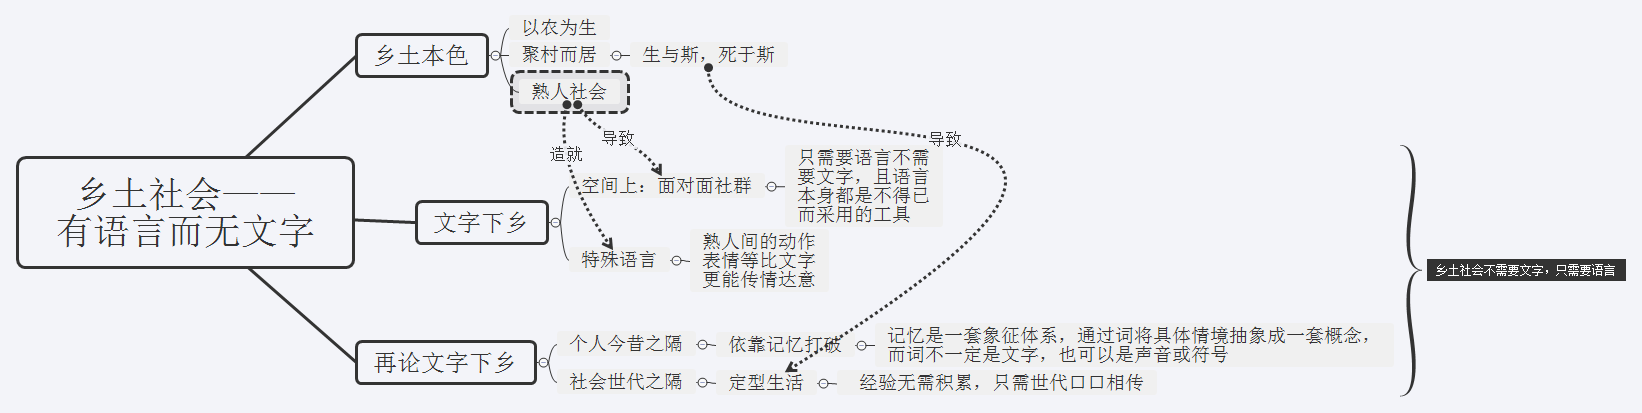 乡土社会——
有语言而无文字
乡土本色
以农为生
聚村而居
生与斯，死于斯
熟人社会
导致
造就
导致
文字下乡
空间上：面对面社群
只需要语言不需
要文字，且语言
本身都是不得已
而采用的工具
特殊语言
熟人间的动作
表情等比文字
更能传情达意
再论文字下乡
个人今昔之隔
依靠记忆打破
记忆是一套象征体系，通过词将具体情境抽象成一套概念，
而词不一定是文字，也可以是声音或符号
社会世代之隔
定型生活
经验无需积累，只需世代口口相传
乡土社会不需要文字，只需要语言